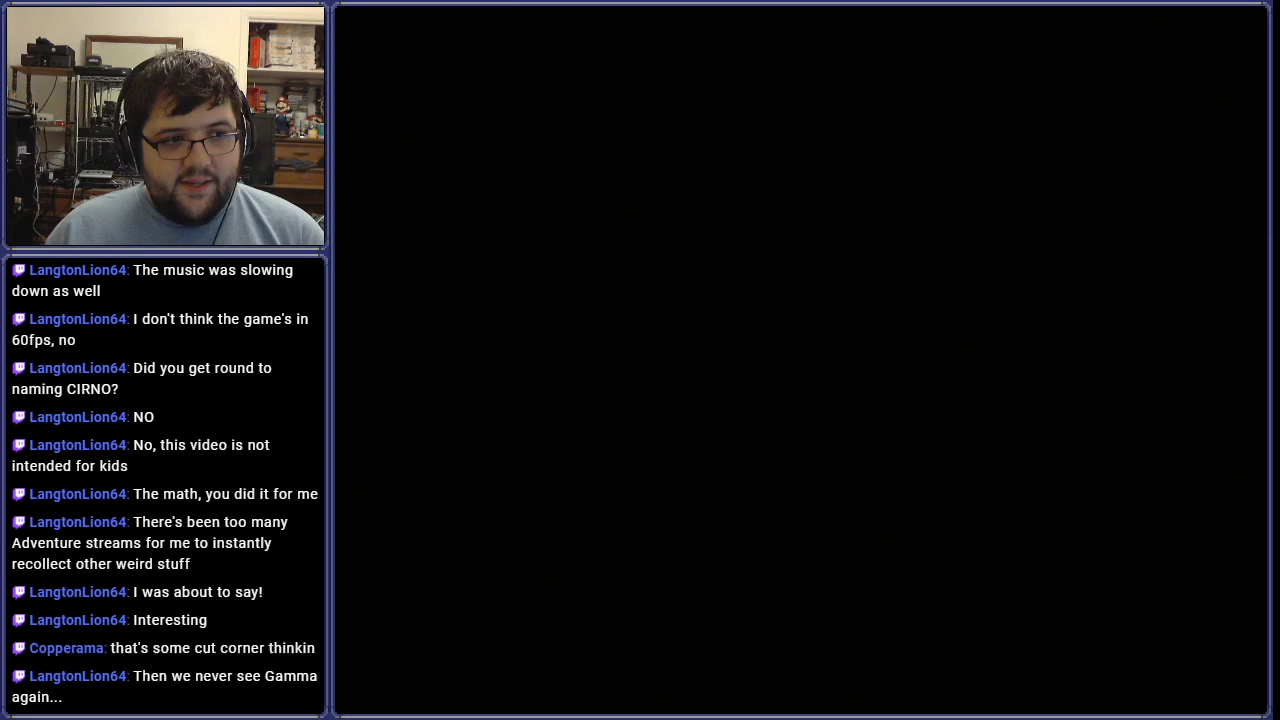 LangtonLion64: The music was slowing
down as well
LangtonLion64: I don't think the game's in
60fps, no
LangtonLion64: Did you get round to
naming CIRNO?
LangtonLion64: NO
LangtonLion64: No, this video is not
intended for kids
LangtonLion64: The math, you did it for me
LangtonLion64: There's been too many
Adventure streams for me to instantly
recollect other weird stuff
LangtonLion64: I was about to say!
LangtonLion64: Interesting
Copperama: that's some cut corner thinkin
LangtonLion64: Then we never see Gamma
again...